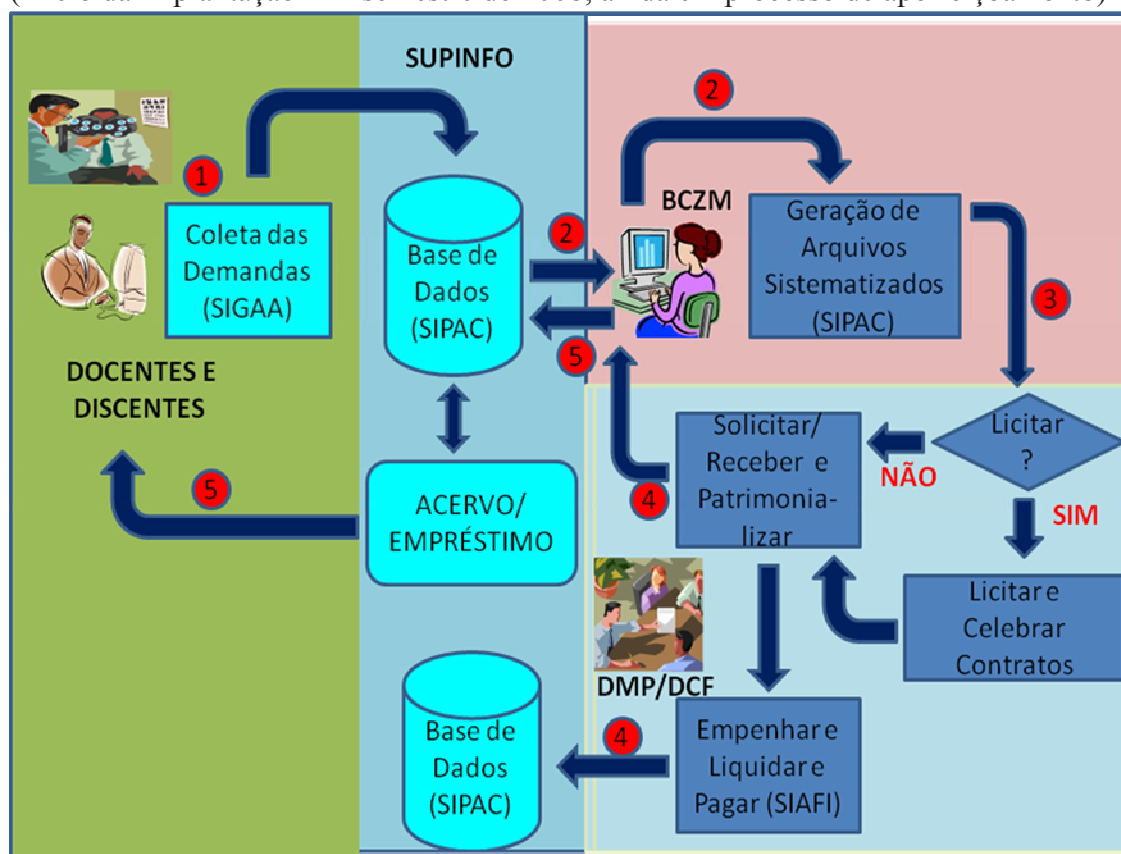 SUPINFO
2
1
BCZM
Coleta das
Demandas
(SIGAA)
Base de
Dados
(SIPAC)
2
Geração de
Arquivos
Sistematizados
(SIPAC)
3
5
DOCENTES E
DISCENTES
Licitar
?
NÃO
SIM
Solicitar/
Receber e
Patrimonia-
lizar
4
5
ACERVO/
EMPRÉSTIMO
Licitar e
Celebrar
Contratos
DMP/DCF
Base de
Dados
(SIPAC)
4
Empenhar e
Liquidar e
Pagar (SIAFI)